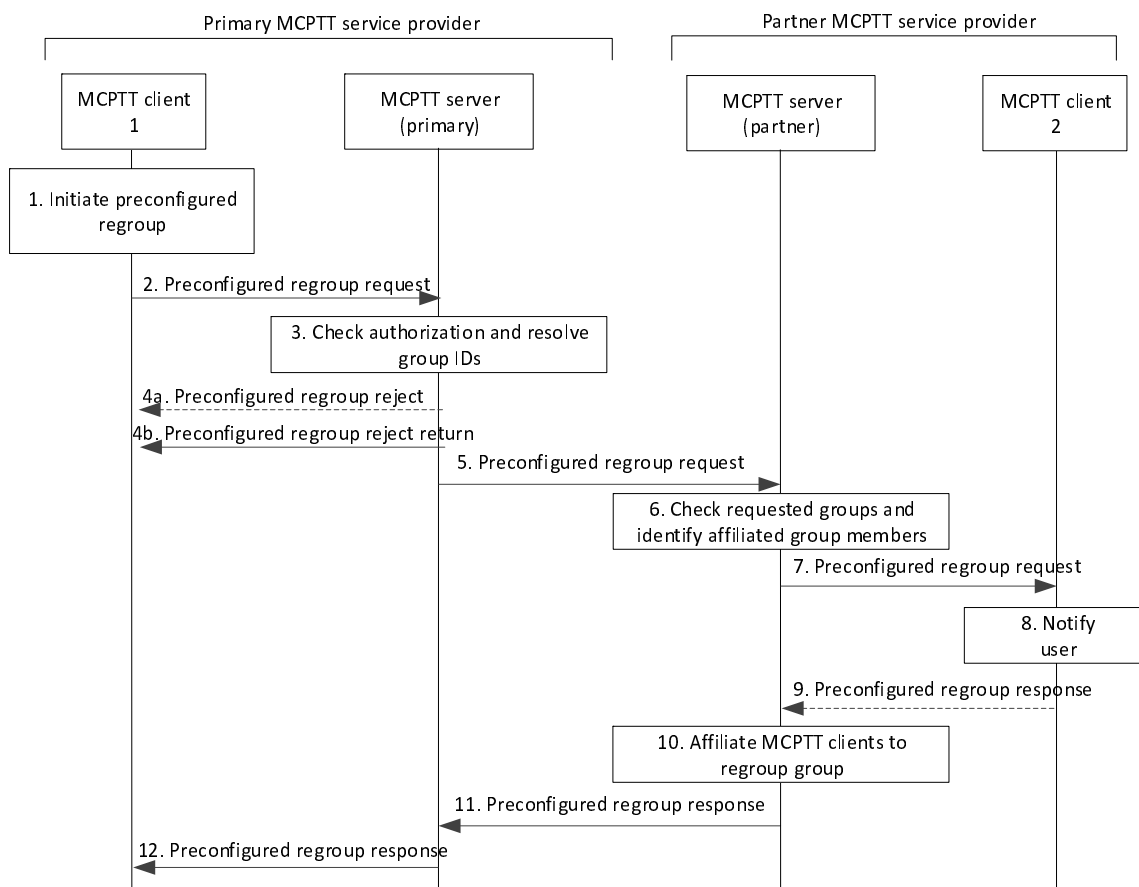 Primary MCPTT service provider
Partner MCPTT service provider
MCPTT client
1
MCPTT server
(primary)
MCPTT server
(partner)
MCPTT client
2
1. Initiate preconfigured
regroup
2. Preconfigured regroup request
3. Check authorization and resolve
group IDs
4a. Preconfigured regroup reject
4b. Preconfigured regroup reject return
5. Preconfigured regroup request
6. Check requested groups and
identify affiliated group members
7. Preconfigured regroup request
8. Notify
user
9. Preconfigured regroup response
10. Affiliate MCPTT clients to
regroup group
11. Preconfigured regroup response
12. Preconfigured regroup response